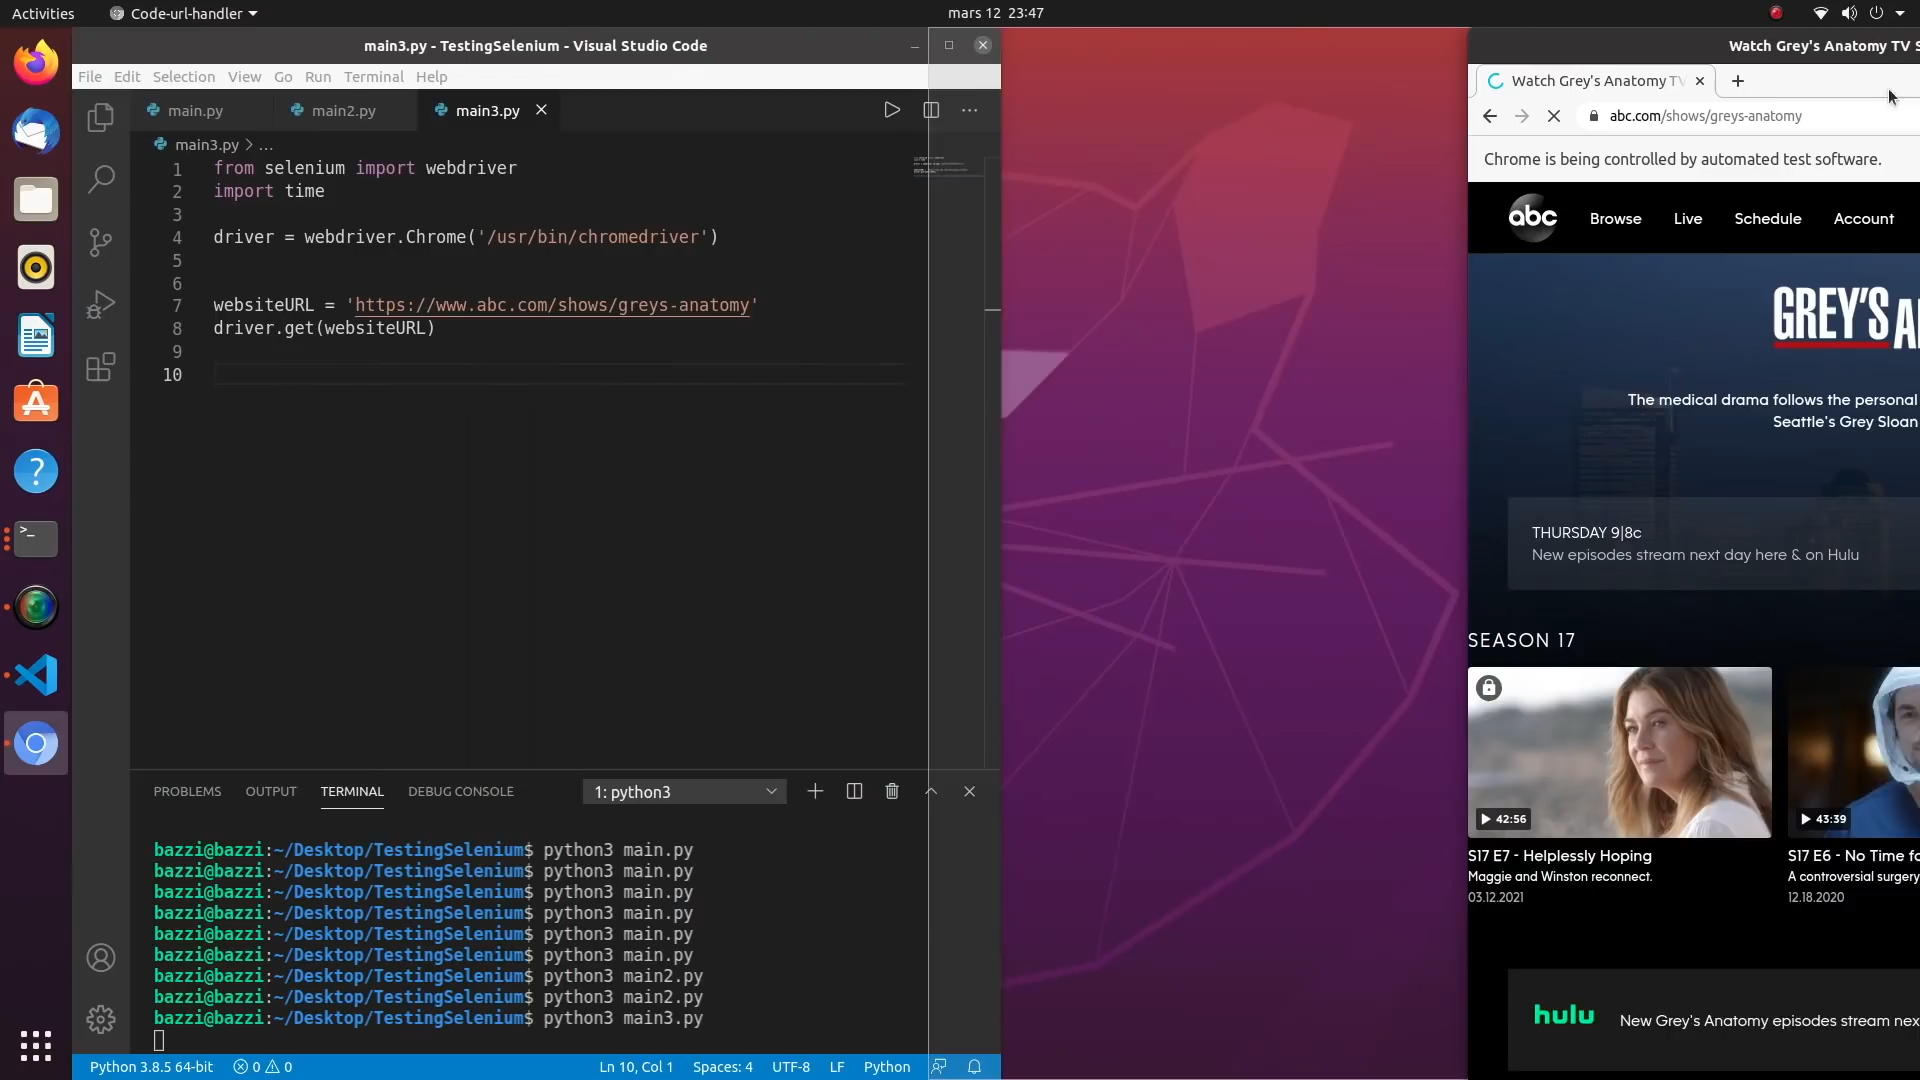 Activities
Code-url-handler
mars 12 23:47
main3.py - TestingSelenium - Visual Studio Code
File Edit Selection View Go Run Terminal Help
main.py
main2.py
main3.py
main3.py > ...
1 from selenium import webdriver
2 import time
3
4 driver = webdriver.Chrome('/usr/bin/chromedriver')
5
6
7 websiteURL = 'https://www.abc.com/shows/greys-anatomy'
8 driver.get(websiteURL)
9
10
PROBLEMS OUTPUT TERMINAL DEBUG CONSOLE
1: python3
bazzi@bazzi:~/Desktop/TestingSelenium$ python3 main.py
bazzi@bazzi:~/Desktop/TestingSelenium$ python3 main.py
bazzi@bazzi:~/Desktop/TestingSelenium$ python3 main.py
bazzi@bazzi:~/Desktop/TestingSelenium$ python3 main.py
bazzi@bazzi:~/Desktop/TestingSelenium$ python3 main.py
bazzi@bazzi:~/Desktop/TestingSelenium$ python3 main.py
bazzi@bazzi:~/Desktop/TestingSelenium$ python3 main2.py
bazzi@bazzi:~/Desktop/TestingSelenium$ python3 main2.py
bazzi@bazzi:~/Desktop/TestingSelenium$ python3 main3.py
Python 3.8.5 64-bit 0 0 Ln 10, Col 1 Spaces: 4 UTF-8 LF Python
Watch Grey's Anatomy TV S
Watch Grey's Anatomy TV
abc.com/shows/greys-anatomy
Chrome is being controlled by automated test software.
abc Browse Live Schedule Account
GREY'S AN
The medical drama follows the personal
Seattle's Grey Sloan
THURSDAY 9|8c
New episodes stream next day here & on Hulu
SEASON 17
42:56
43:39
S17 E7 - Helplessly Hoping
Maggie and Winston reconnect.
03.12.2021
S17 E6 - No Time fo
A controversial surgery
12.18.2020
hulu New Grey's Anatomy episodes stream nex